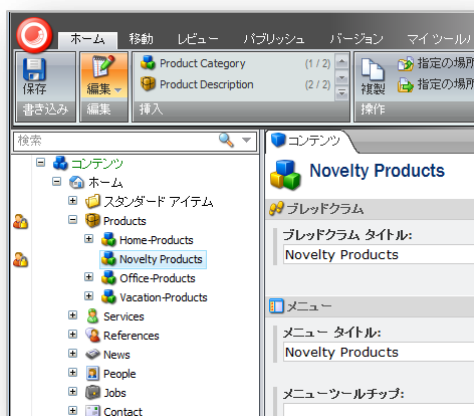 ホーム 移動 レビュー パブリッシュ バージョン マイ ツール
保存
編集
Product Category (1 / 2)
Product Description (2 / 2)
複製
指定の場所
指定の場所
書き込み 編集 挿入 操作
検索
コンテンツ
ホーム
スタンダード アイテム
Products
Home-Products
Novelty Products
Office-Products
Vacation-Products
Services
References
News
People
Jobs
Contact
コンテンツ
Novelty Products
ブレッドクラム
ブレッドクラム タイトル:
Novelty Products
メニュー
メニュー タイトル:
Novelty Products
メニューツールチップ: